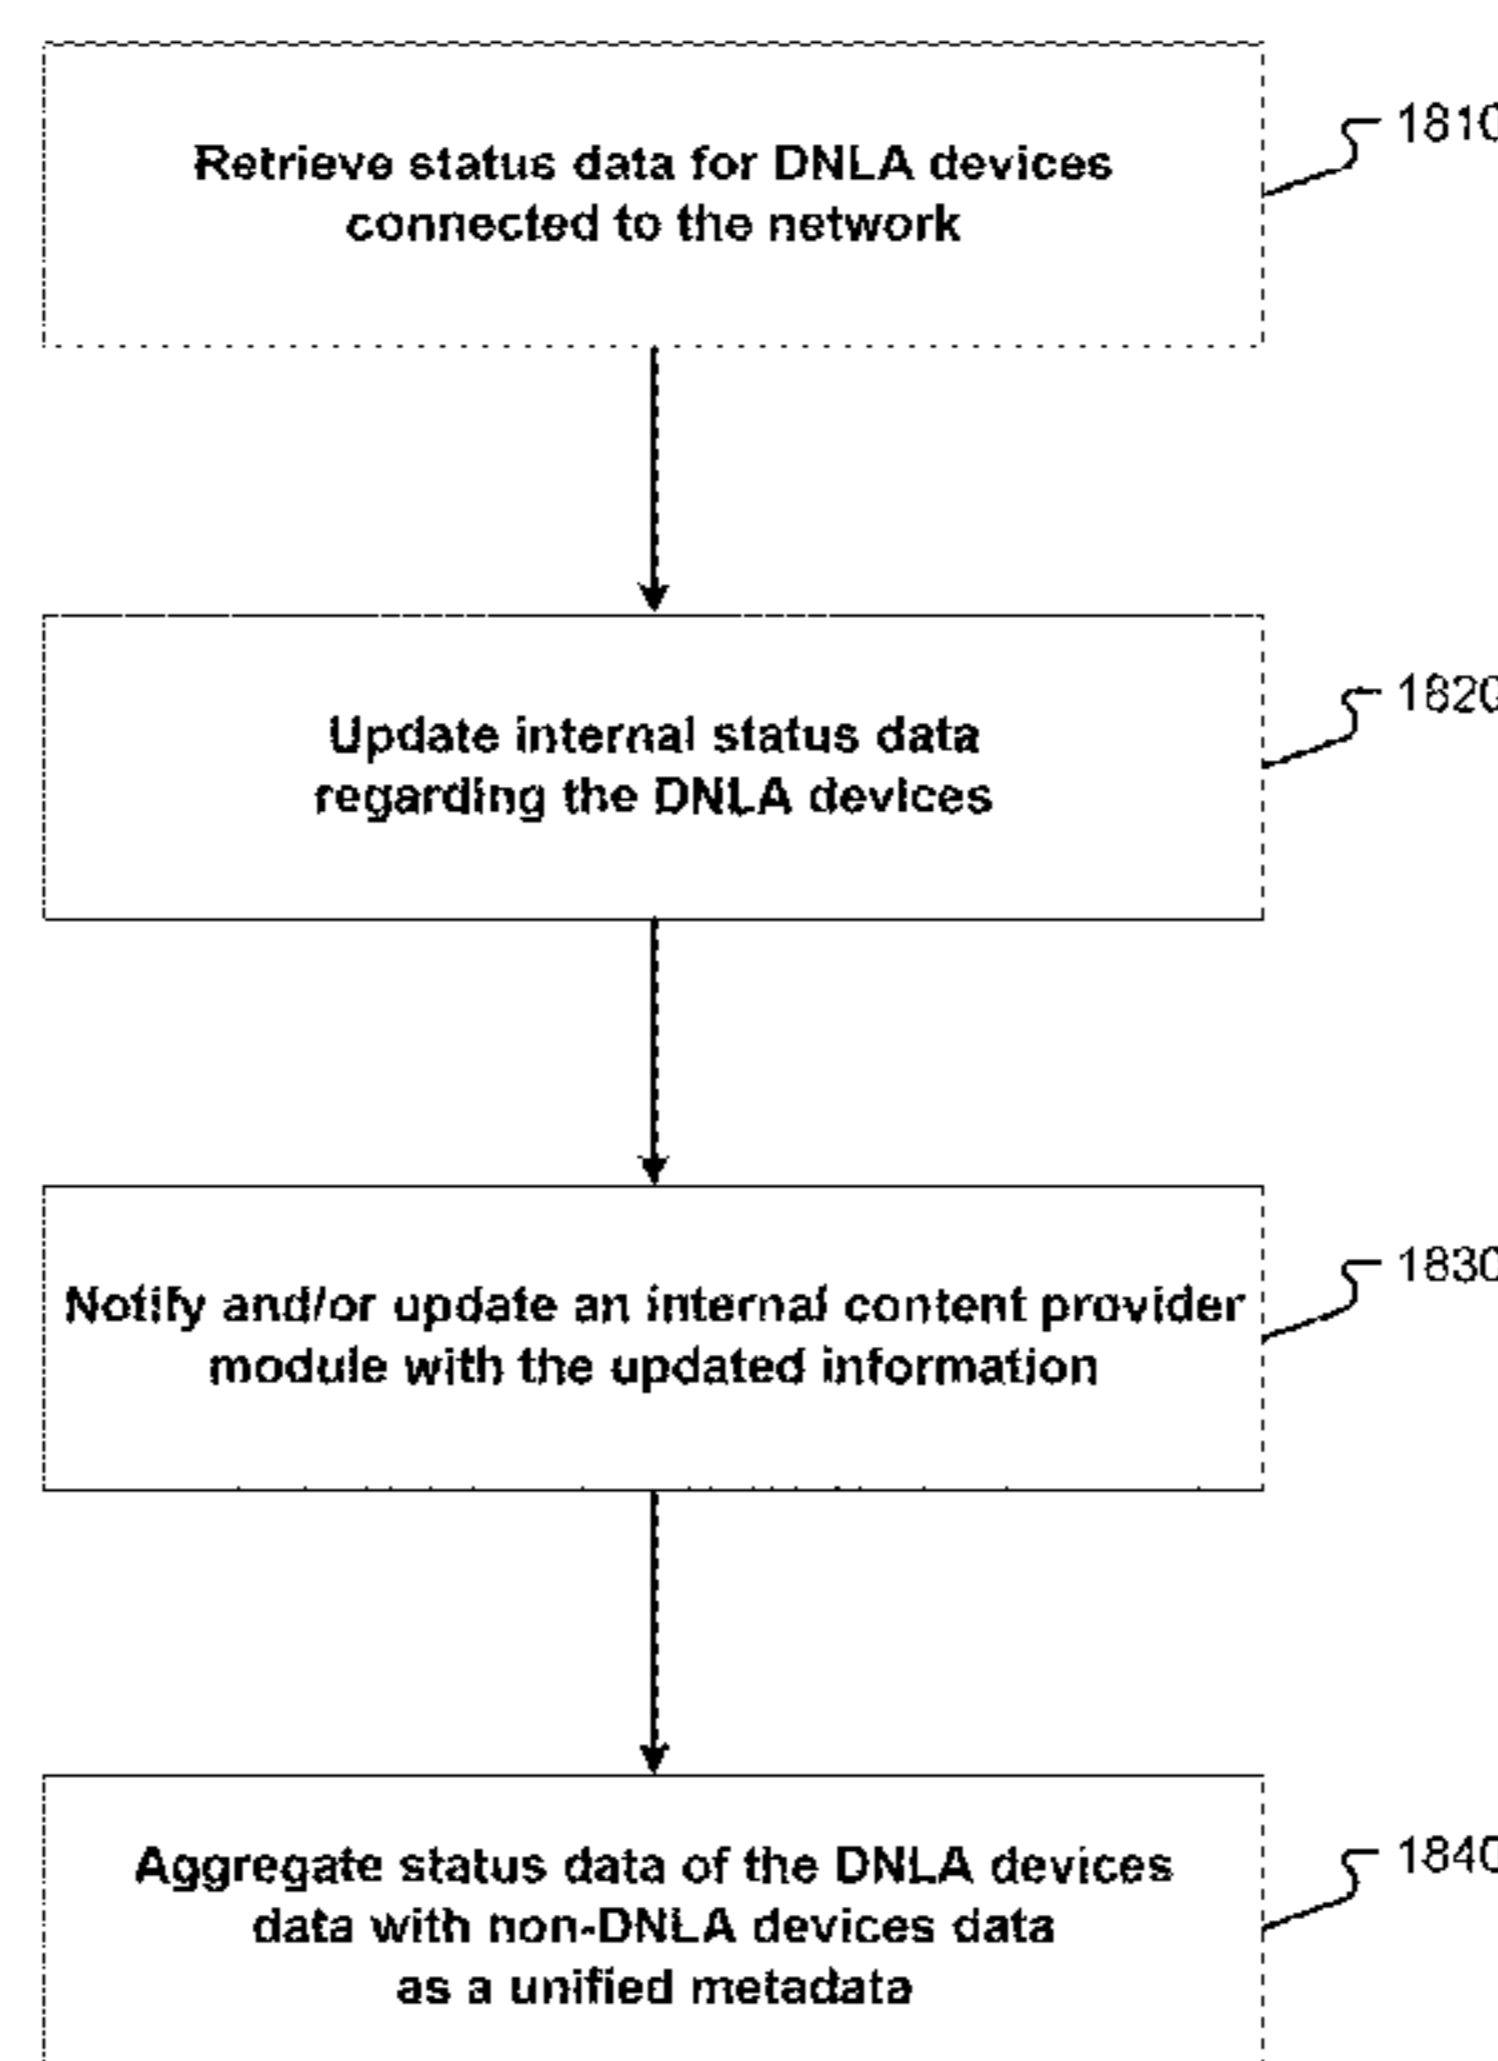 Retrieve status data for DNLA devices
connected to the network
1810
Update internal status data
regarding the DNLA devices
1820
Notify and/or update an internal content provider
module with the updated information
1830
Aggregate status data of the DNLA devices
data with non-DNLA devices data
as a unified metadata
1840